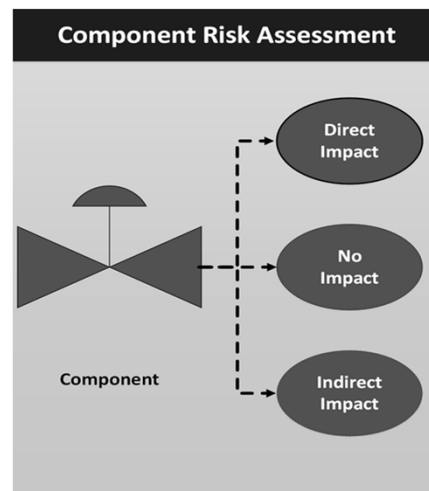 Component Risk Assessment
Direct
Impact
No
Impact
Component
Indirect
Impact